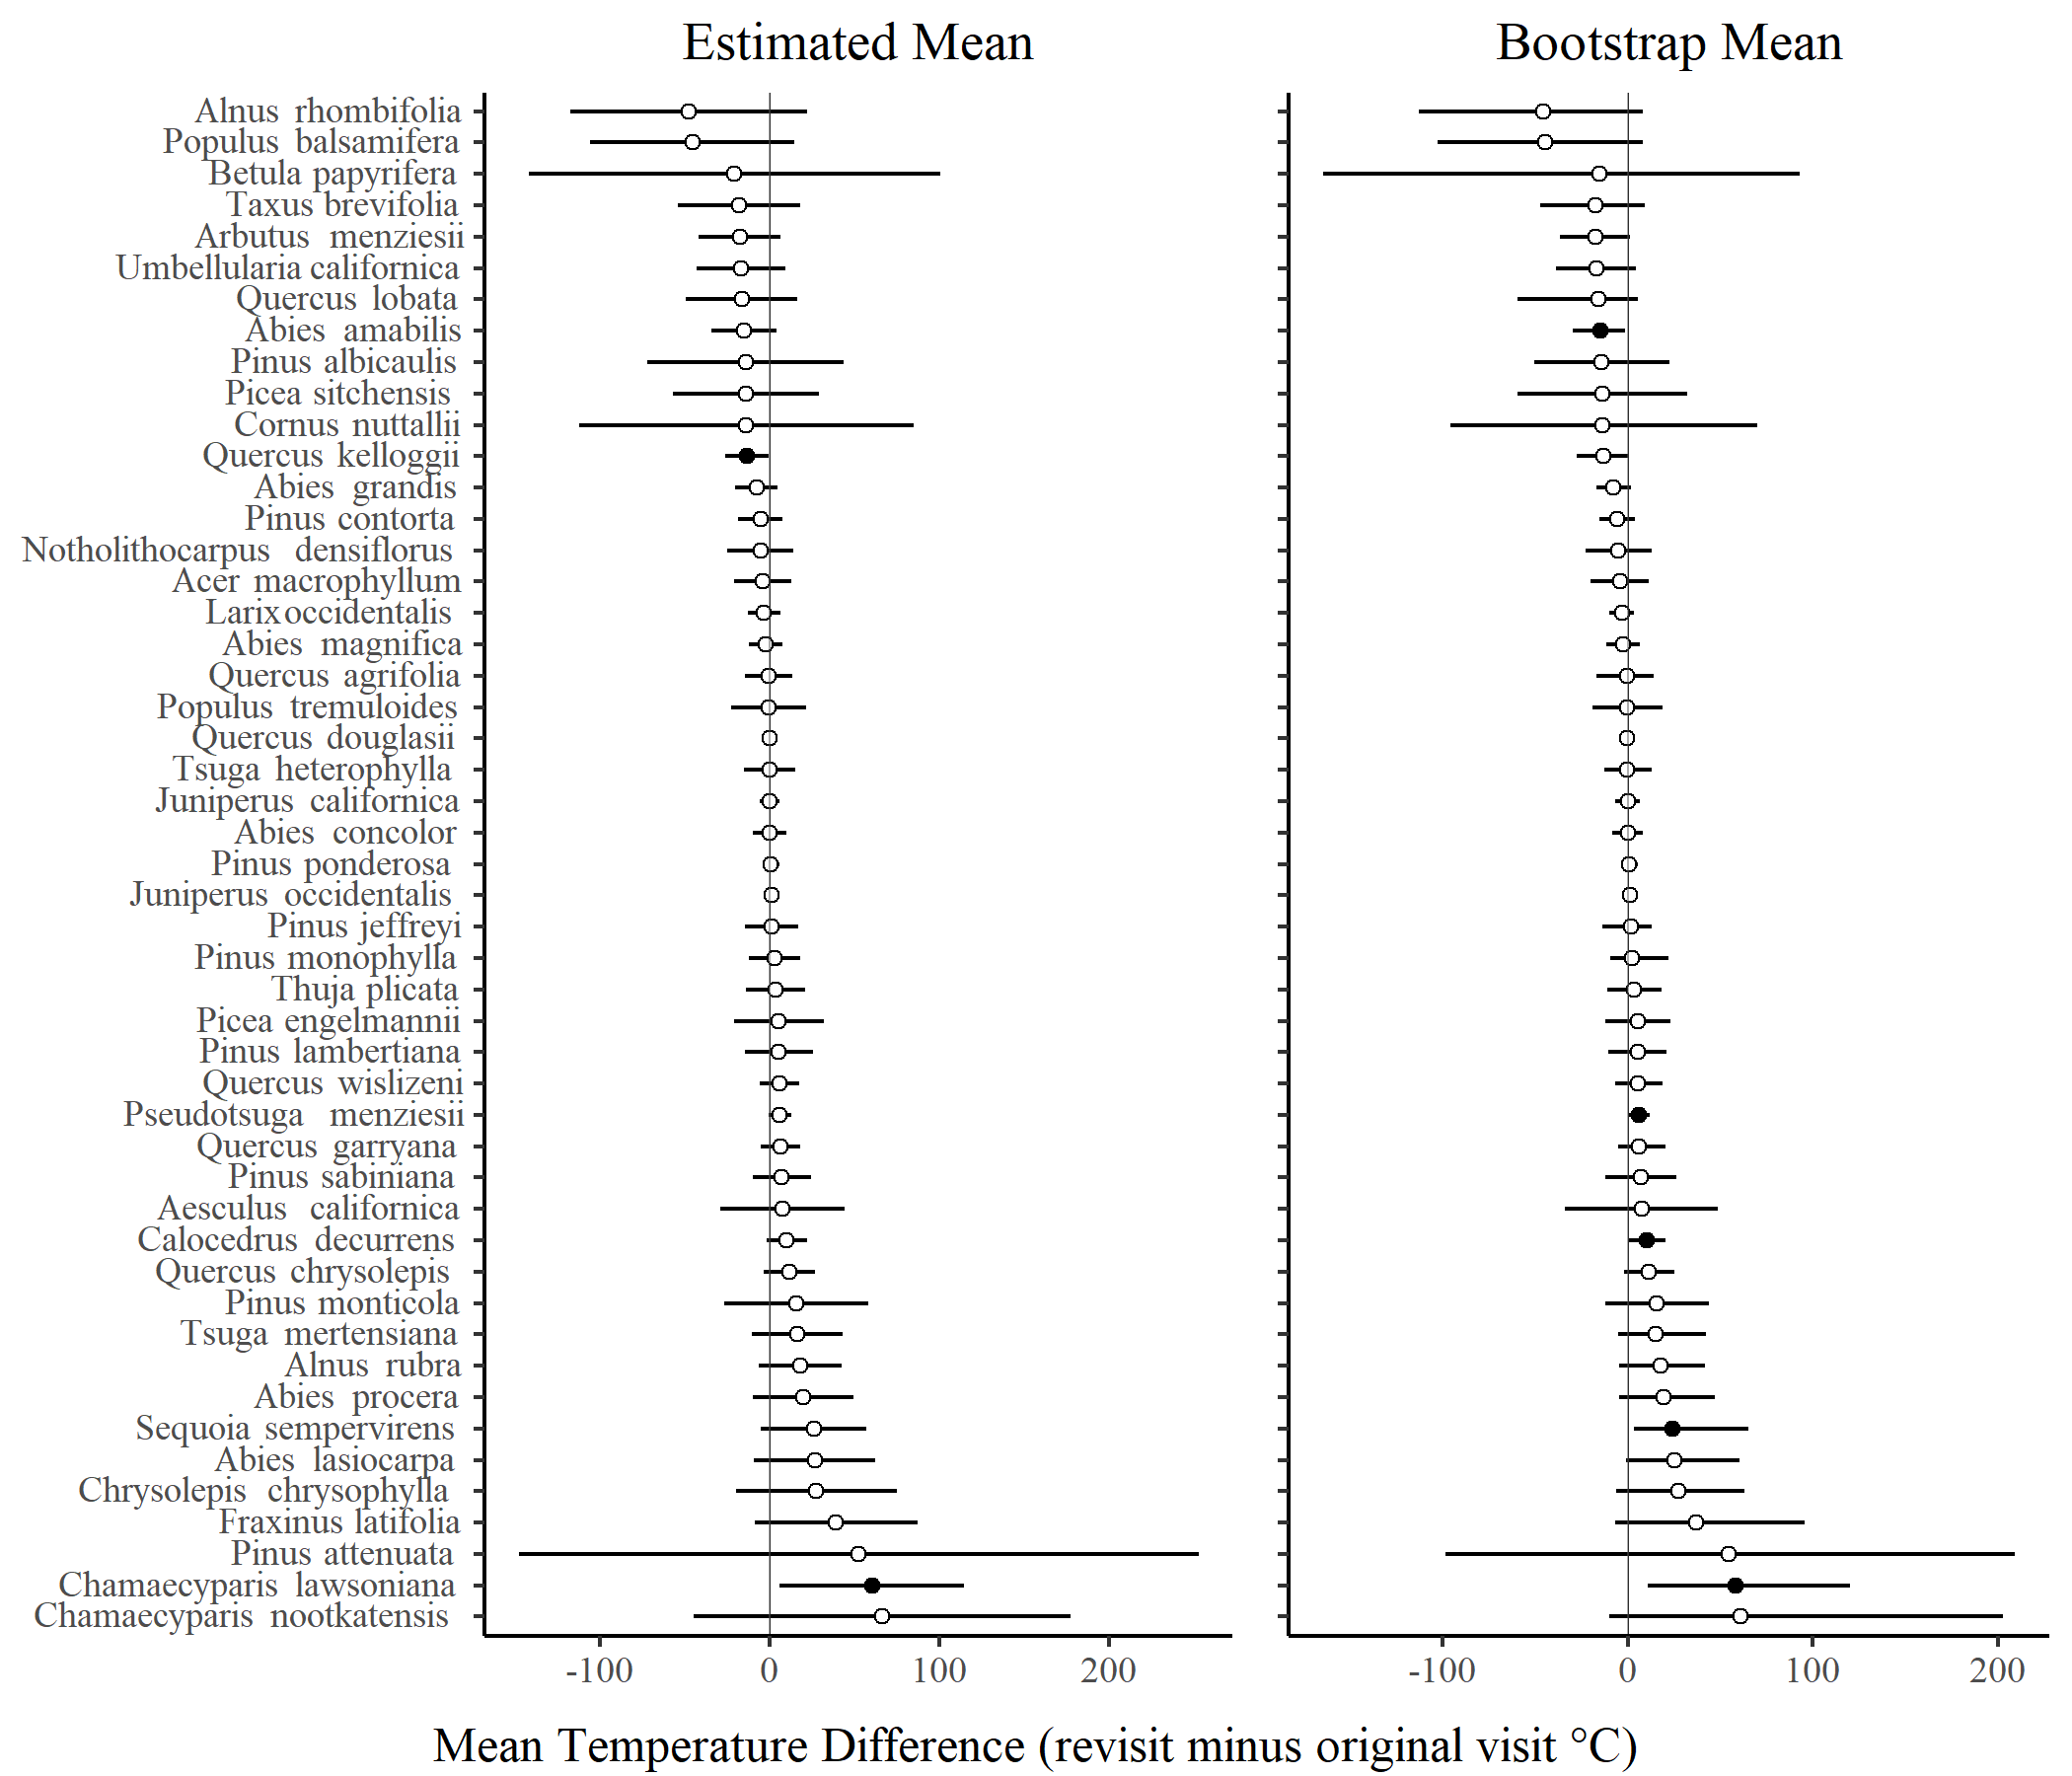 Estimated Mean
Bootstrap Mean
Alnus rhombifolia
Populus balsamifera
Betula papyrifera
Taxus brevifolia
Arbutus menziesii
Umbellularia californica
Quercus lobata
Abies amabilis
Pinus albicaulis
Picea sitchensis
Cornus nuttallii
Quercus kelloggii
Abies grandis
Pinus contorta
Notholithocarpus densiflorus
Acer macrophyllum
Larix occidentalis
Abies magnifica
Quercus agrifolia
Populus tremuloides
Quercus douglasii
Tsuga heterophylla
Juniperus californica
Abies concolor
Pinus ponderosa
Juniperus occidentalis
Pinus jeffreyi
Pinus monophylla
Thuja plicata
Picea engelmannii
Pinus lambertiana
Quercus wislizeni
Pseudotsuga menziesii
Quercus garryana
Pinus sabiniana
Aesculus californica
Calocedrus decurrens
Quercus chrysolepis
Pinus monticola
Tsuga mertensiana
Alnus rubra
Abies procera
Sequoia sempervirens
Abies lasiocarpa
Chrysolepis chrysophylla
Fraxinus latifolia
Pinus attenuata
Chamaecyparis lawsoniana
Chamaecyparis nootkatensis
-100 0 100 200
-100 0 100 200
Mean Temperature Difference (revisit minus original visit °C)